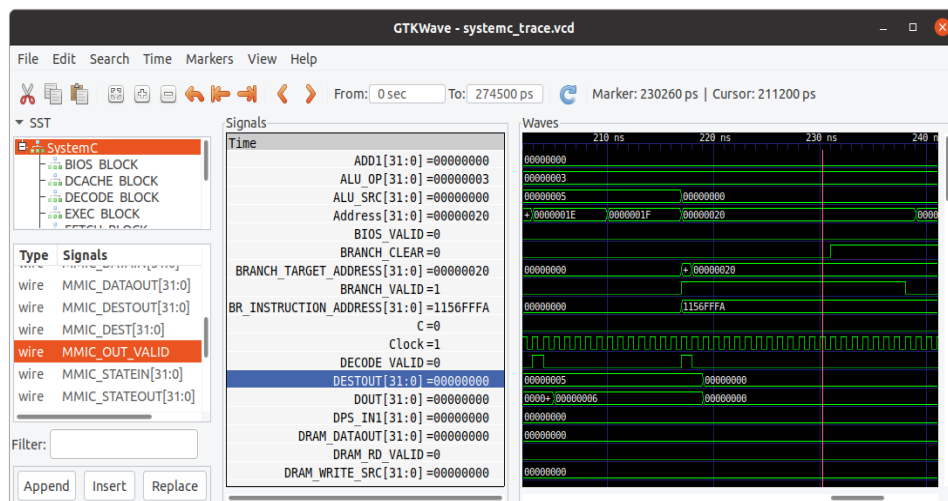 GTKWave - systemc_trace.vcd
File Edit Search Time Markers View Help
From: 0 sec To: 274500 ps Marker: 230260 ps | Cursor: 211200 ps
SST
SystemC
BIOS_BLOCK
DCACHE_BLOCK
DECODE_BLOCK
EXEC_BLOCK
FETCH_BLOCK
Type Signals
wire MMIC_DATAIN[31:0]
wire MMIC_DATAOUT[31:0]
wire MMIC_DESTOUT[31:0]
wire MMIC_DEST[31:0]
wire MMIC_OUT_VALID
wire MMIC_STATEIN[31:0]
wire MMIC_STATEOUT[31:0]
Filter:
Append Insert Replace
Signals
Time
ADD1[31:0] =00000000
ALU_OP[31:0] =00000003
ALU_SRC[31:0] =00000000
Address[31:0] =00000020
BIOS_VALID =0
BRANCH_CLEAR =0
BRANCH_TARGET_ADDRESS[31:0] =00000020
BRANCH_VALID =1
BR_INSTRUCTION_ADDRESS[31:0] =1156FFFA
C =0
Clock =1
DECODE_VALID =0
DESTOUT[31:0] =00000000
DOUT[31:0] =00000000
DPS_IN1[31:0] =00000000
DRAM_DATAOUT[31:0] =00000000
DRAM_RD_VALID =0
DRAM_WRITE_SRC[31:0] =00000000
Waves
210 ns 220 ns 230 ns 240 n
00000000
00000003
00000005 00000000
+ 0000001E 0000001F 00000020 0000
00000000 + 00000020
00000000 1156FFFA
00000005 00000000
0000+ 00000006 00000000
00000000
00000000
00000000